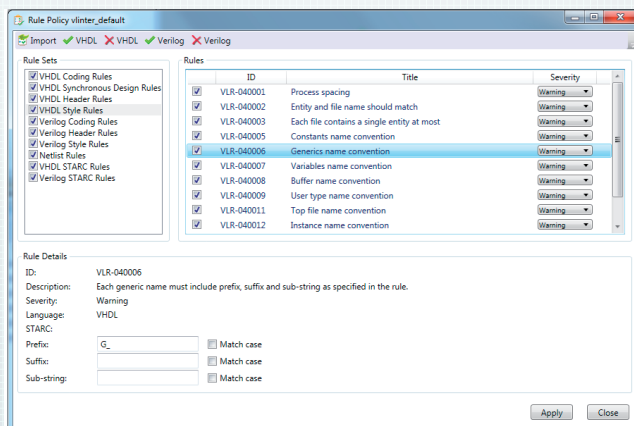 Rule Policy vlinter_default
Import VHDL VHDL Verilog Verilog
Rule Sets
VHDL Coding Rules
VHDL Synchronous Design Rules
VHDL Header Rules
VHDL Style Rules
Verilog Coding Rules
Verilog Header Rules
Verilog Style Rules
Netlist Rules
VHDL STARC Rules
Verilog STARC Rules
Rules
ID Title Severity
VLR-040001 Process spacing Warning
VLR-040002 Entity and file name should match Warning
VLR-040003 Each file contains a single entity at most Warning
VLR-040005 Constants name convention Warning
VLR-040006 Generics name convention Warning
VLR-040007 Variables name convention Warning
VLR-040008 Buffer name convention Warning
VLR-040009 User type name convention Warning
VLR-040011 Top file name convention Warning
VLR-040012 Instance name convention Warning
Rule Details
ID: VLR-040006
Description: Each generic name must include prefix, suffix and sub-string as specified in the rule.
Severity: Warning
Language: VHDL
STARC:
Prefix: G_ Match case
Suffix: Match case
Sub-string: Match case
Apply Close